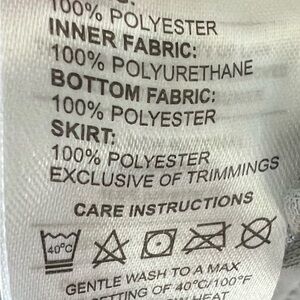 100% POLYESTER
INNER FABRIC:
100% POLYURETHANE
BOTTOM FABRIC:
100% POLYESTER
SKIRT:
100% POLYESTER
EXCLUSIVE OF TRIMMINGS
CARE INSTRUCTIONS
40°C
GENTLE WASH TO A MAX
SETTING OF 40°C/100°F
HEAT